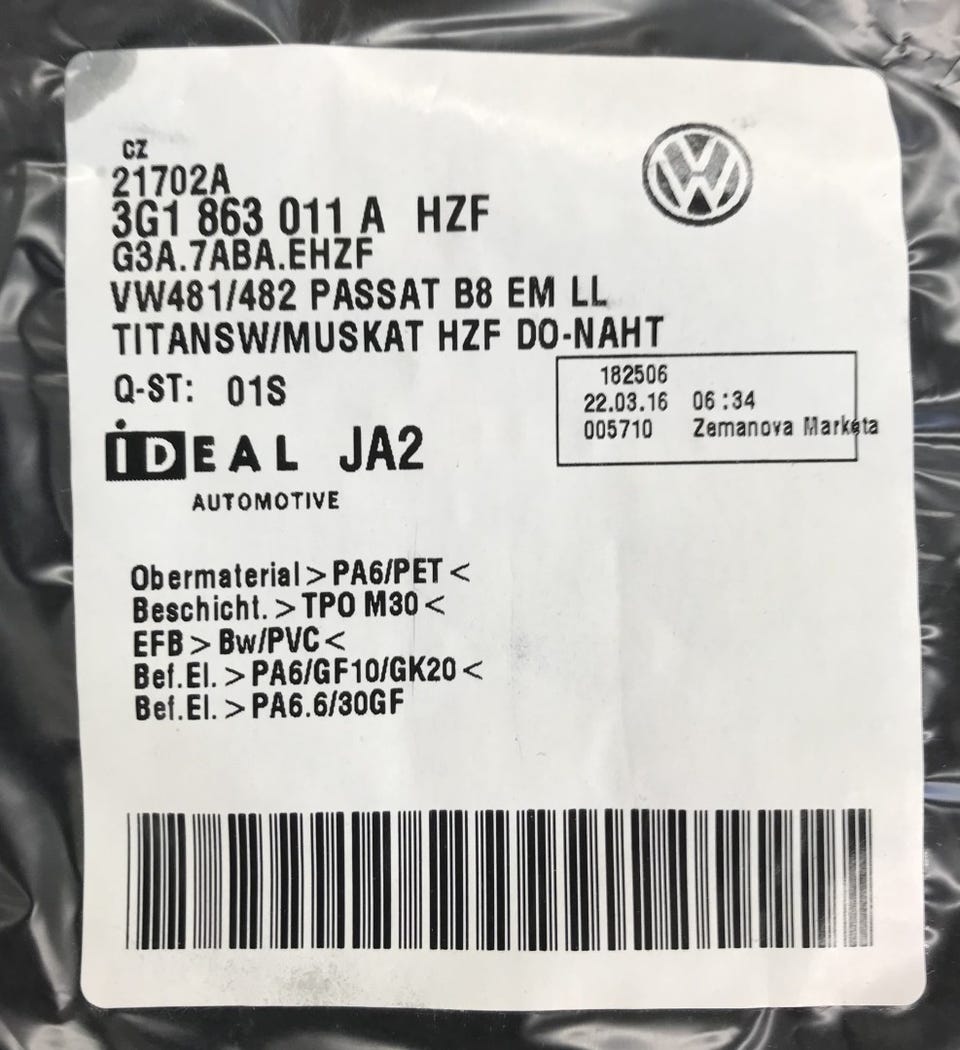 CZ
21702A
3G1 863 011 A HZF
G3A.7ABA.EHZF
VW481/482 PASSAT B8 EM LL
TITANSW/MUSKAT HZF DO-NAHT
Q-ST: 01S
182506
22.03.16 06:34
005710 Zemanova Marketa
iDEAL JA2
AUTOMOTIVE
Obermaterial > PA6/PET <
Beschicht. > TPO M30 <
EFB > Bw/PVC <
Bef.El. > PA6/GF10/GK20 <
Bef.El. > PA6.6/30GF